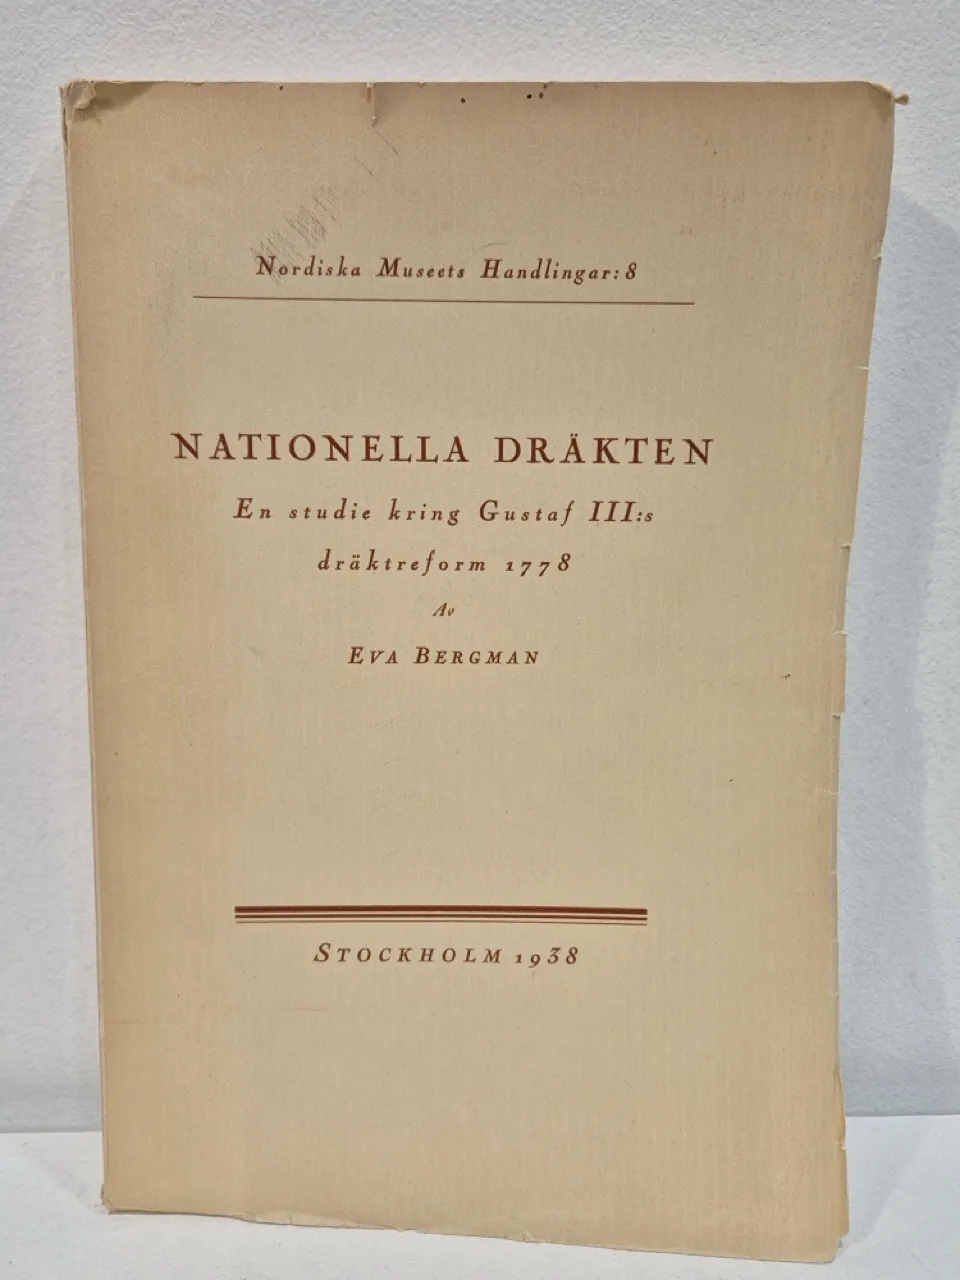 Nordiska Museets Handlingar: 8
NATIONELLA DRÄKTEN
En studie kring Gustaf III:s
dräktreform 1778
Av
EVA BERGMAN
STOCKHOLM 1938